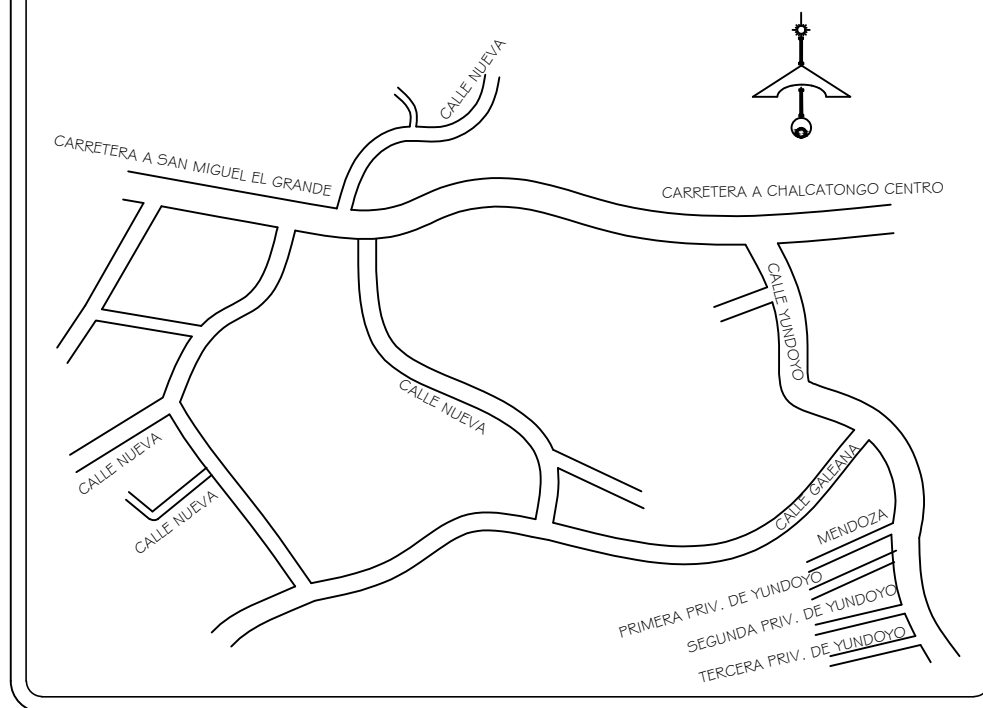 CALLE NUEVA
CARRETERA A SAN MIGUEL EL GRANDE
CARRETERA A CHALCATONGO CENTRO
CALLE YUNDOYO
CALLE NUEVA
CALLE NUEVA
CALLE NUEVA
CALLE GALEANA
MENDOZA
PRIMERA PRIV. DE YUNDOYO
SEGUNDA PRIV. DE YUNDOYO
TERCERA PRIV. DE YUNDOYO